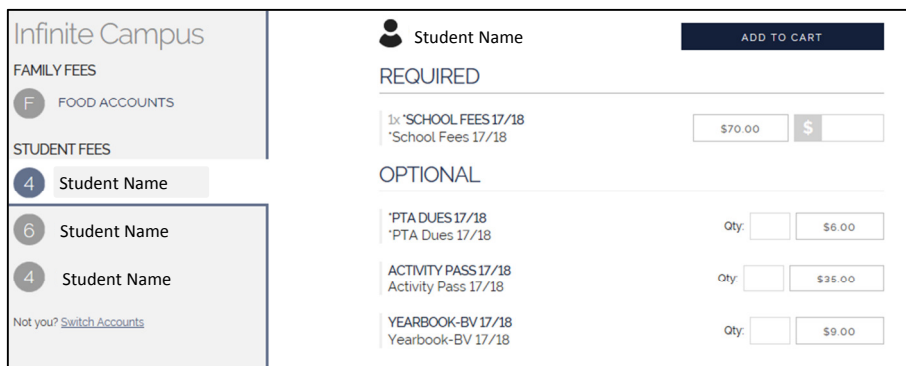 Infinite Campus
FAMILY FEES
F FOOD ACCOUNTS
STUDENT FEES
4 Student Name
6 Student Name
4 Student Name
Not you? Switch Accounts
Student Name ADD TO CART
REQUIRED
1x *SCHOOL FEES 17/18
*School Fees 17/18
$70.00 $
OPTIONAL
*PTA DUES 17/18
*PTA Dues 17/18
Qty: $6.00
ACTIVITY PASS 17/18
Activity Pass 17/18
Qty: $35.00
YEARBOOK-BV 17/18
Yearbook-BV 17/18
Qty: $9.00